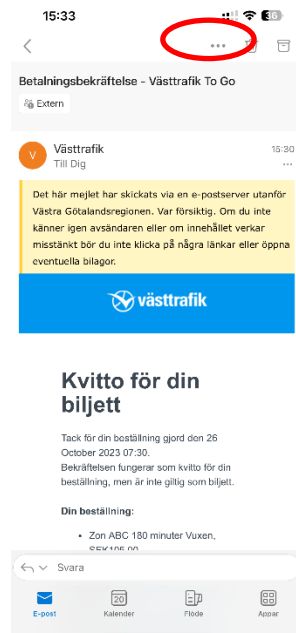 15:33
36
Betalningsbekräftelse - Västtrafik To Go
Extern
V
Västtrafik
15:30
Till Dig
Det här mejlet har skickats via en e-postserver utanför
Västra Götalandsregionen. Var försiktig. Om du inte
känner igen avsändaren eller om innehållet verkar
misstänkt bör du inte klicka på några länkar eller öppna
eventuella bilagor.
västtrafik
Kvitto för din
biljett
Tack för din beställning gjord den 26
October 2023 07:30.
Bekräftelsen fungerar som kvitto för din
beställning, men är inte giltig som biljett.
Din beställning:
• Zon ABC 180 minuter Vuxen,
SEK106,00
Svara
20
E-post
Kalender
Flöde
Appar